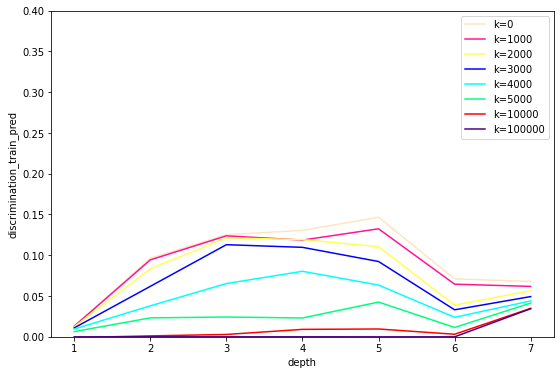 0.40
0.35
0.30
0.25
0.20
0.15
0.10
0.05
0.00
discrimination_train_pred
1 2 3 4 5 6 7
depth
k=0
k=1000
k=2000
k=3000
k=4000
k=5000
k=10000
k=100000